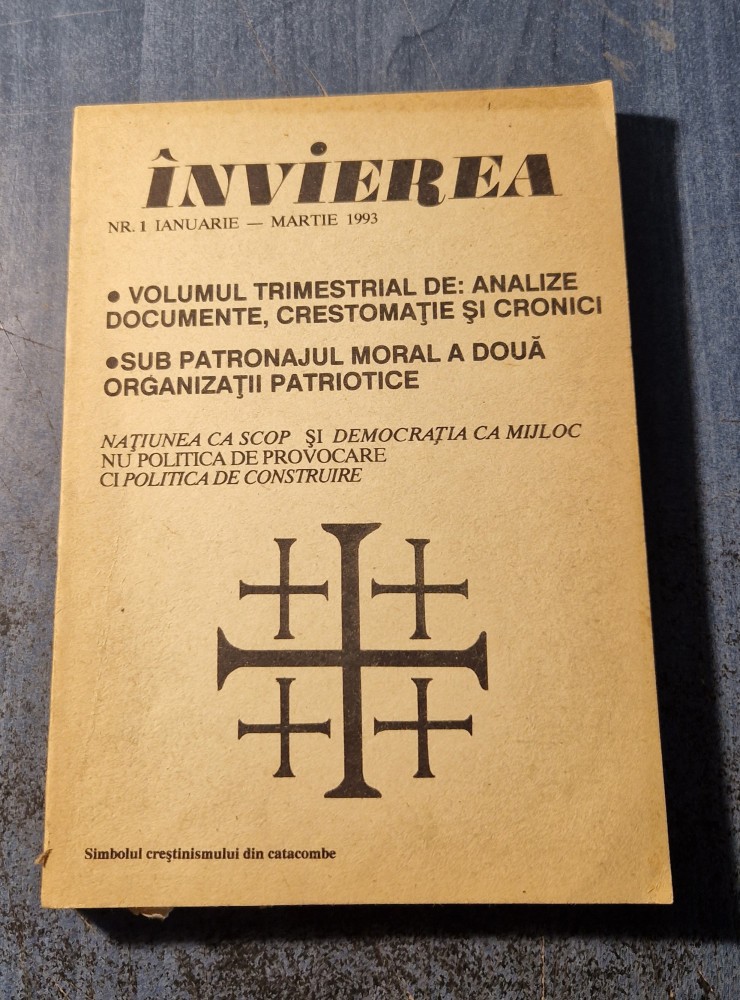 ÎNVIEREA
NR. 1 IANUARIE — MARTIE 1993
● VOLUMUL TRIMESTRIAL DE: ANALIZE
DOCUMENTE, CRESTOMAŢIE ŞI CRONICI
●SUB PATRONAJUL MORAL A DOUĂ
ORGANIZAŢII PATRIOTICE
NAŢIUNEA CA SCOP ŞI DEMOCRAŢIA CA MIJLOC
NU POLITICA DE PROVOCARE
CI POLITICA DE CONSTRUIRE
Simbolul creştinismului din catacombe